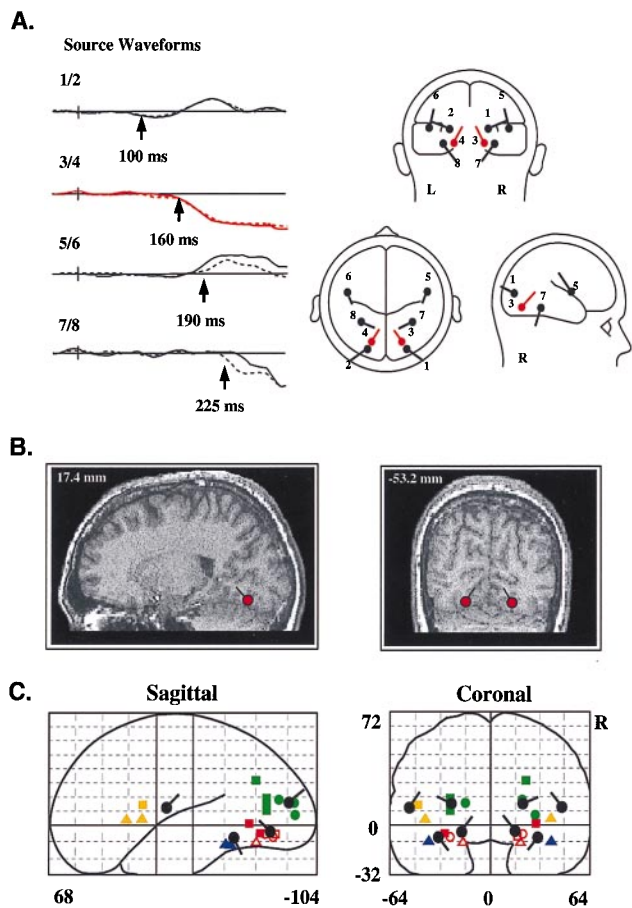 A.
Source Waveforms
1/2
100 ms
3/4
160 ms
5/6
190 ms
7/8
225 ms
6 5
2 1
4 3
8 7
L R
6 5
8 7
4 3
2 1
1
5
3 7
R
B.
17.4 mm
-53.2 mm
C.
Sagittal
Coronal
72
R
0
-32
68 -104
-64 0 64